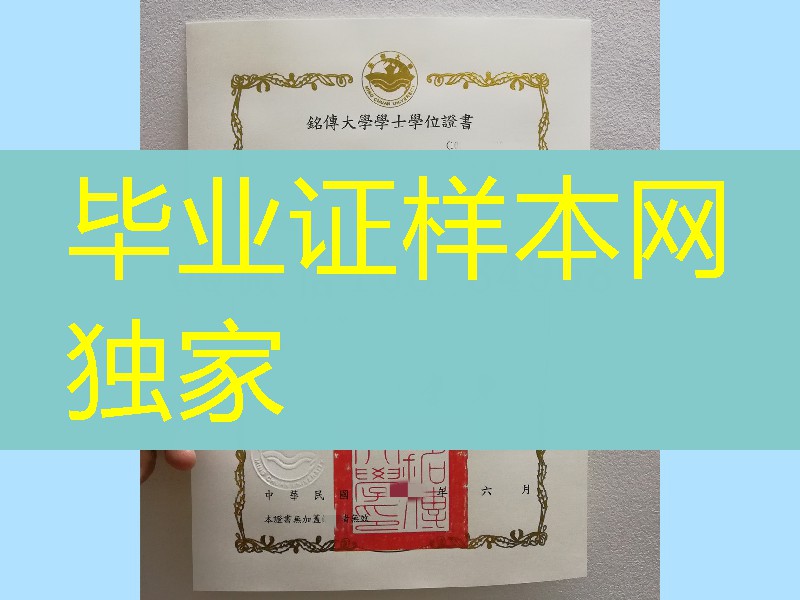 銘傳大學學士學位證書
毕业证样本网
独家
中華民國 年 六 月
本證書無加蓋